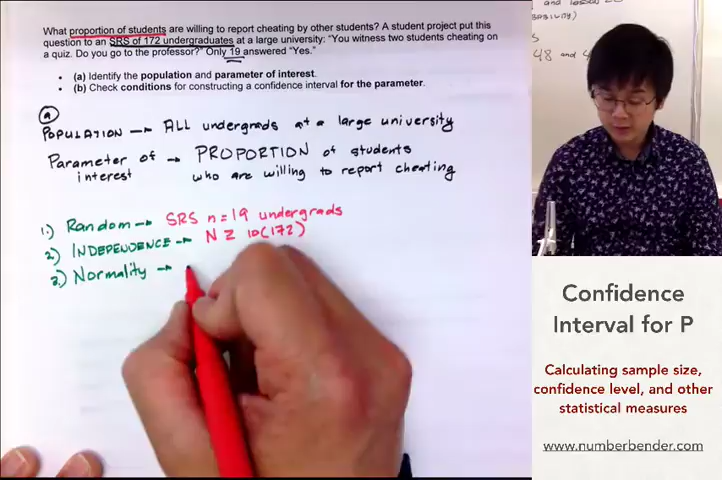 What proportion of students are willing to report cheating by other students? A student project put this
question to an SRS of 172 undergraduates at a large university: "You witness two students cheating on
a quiz. Do you go to the professor?" Only 19 answered "Yes."
• (a) Identify the population and parameter of interest.
• (b) Check conditions for constructing a confidence interval for the parameter.
a
POPULATION → ALL undergrads at a large university
Parameter of interest → PROPORTION of students
who are willing to report cheating
1.) Random → SRS n=19 undergrads
2.) INDEPENDENCE → N ≥ 10(172)
3.) Normality →
48 and 4
Confidence
Interval for P
Calculating sample size,
confidence level, and other
statistical measures
www.numberbender.com